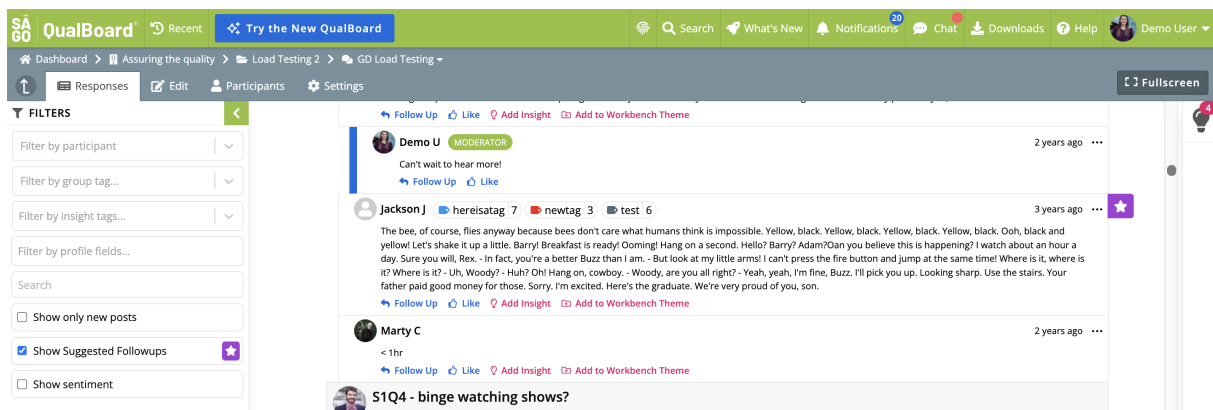 SĀGO QualBoard® Recent Try the New QualBoard Search What's New Notifications 20 Chat Downloads Help Demo User
Dashboard > Assuring the quality > Load Testing 2 > GD Load Testing
Responses Edit Participants Settings Fullscreen
FILTERS
Filter by participant
Filter by group tag...
Filter by insight tags...
Filter by profile fields...
Search
Show only new posts
Show Suggested Followups
Show sentiment
Follow Up Like Add Insight Add to Workbench Theme
4
Demo U MODERATOR 2 years ago
Can't wait to hear more!
Follow Up Like
Jackson J hereisatag 7 newtag 3 test 6 3 years ago
The bee, of course, flies anyway because bees don't care what humans think is impossible. Yellow, black. Yellow, black. Yellow, black. Yellow, black. Ooh, black and
yellow! Let's shake it up a little. Barry! Breakfast is ready! Ooming! Hang on a second. Hello? Barry? Adam?Oan you believe this is happening? I watch about an hour a
day. Sure you will, Rex. - In fact, you're a better Buzz than I am. - But look at my little arms! I can't press the fire button and jump at the same time! Where is it, where is
it? Where is it? - Uh, Woody? - Huh? Oh! Hang on, cowboy. - Woody, are you all right? - Yeah, yeah, I'm fine, Buzz. I'll pick you up. Looking sharp. Use the stairs. Your
father paid good money for those. Sorry. I'm excited. Here's the graduate. We're very proud of you, son.
Follow Up Like Add Insight Add to Workbench Theme
Marty C 2 years ago
< 1hr
Follow Up Like Add Insight Add to Workbench Theme
S1Q4 - binge watching shows?